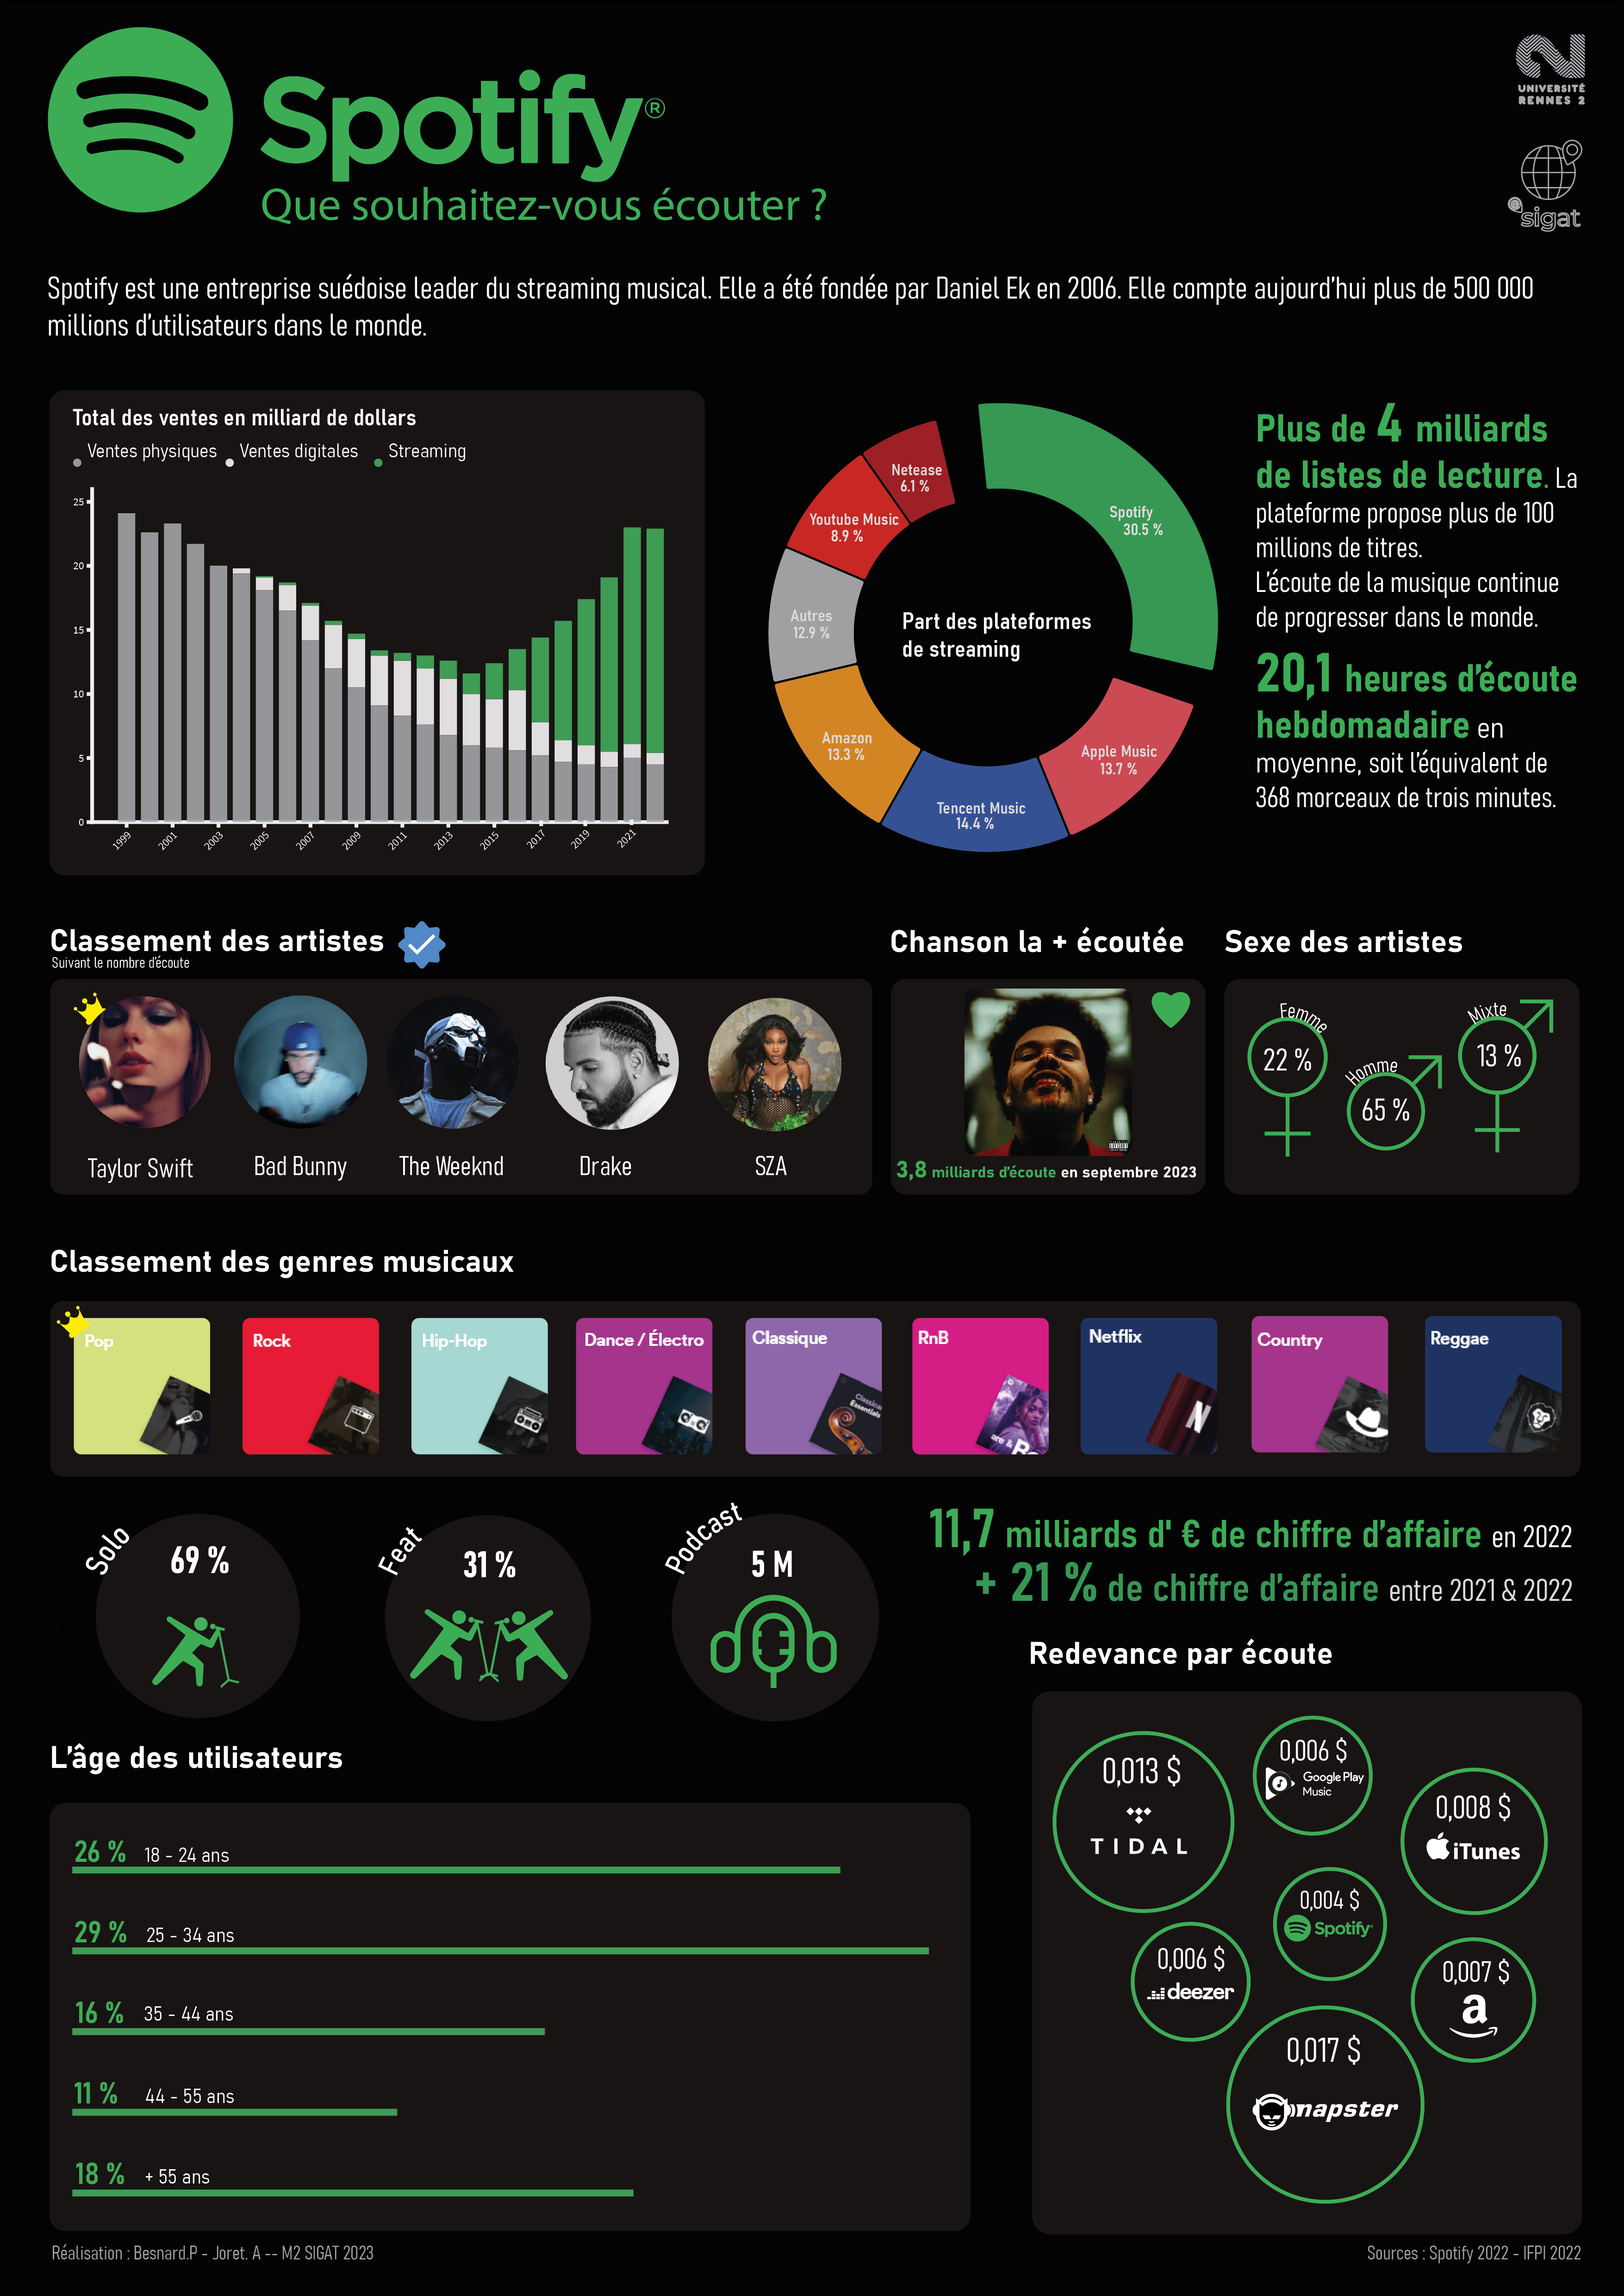 Spotify®
Que souhaitez-vous écouter ?
UNIVERSITÉ
RENNES 2
sigat
Spotify est une entreprise suédoise leader du streaming musical. Elle a été fondée par Daniel Ek en 2006. Elle compte aujourd'hui plus de 500 000
millions d'utilisateurs dans le monde.
Total des ventes en milliard de dollars
Ventes physiques Ventes digitales Streaming
25
20
15
10
5
0
1999 2001 2003 2005 2007 2009 2011 2013 2015 2017 2019 2021
Netease
6.1 %
Youtube Music
8.9 %
Autres
12.9 %
Amazon
13.3 %
Tencent Music
14.4 %
Apple Music
13.7 %
Spotify
30.5 %
Part des plateformes
de streaming
Plus de 4 milliards
de listes de lecture. La
plateforme propose plus de 100
millions de titres.
L'écoute de la musique continue
de progresser dans le monde.
20,1 heures d'écoute
hebdomadaire en
moyenne, soit l'équivalent de
368 morceaux de trois minutes.
Classement des artistes
Suivant le nombre d'écoute
Taylor Swift
Bad Bunny
The Weeknd
Drake
SZA
Chanson la + écoutée
3,8 milliards d'écoute en septembre 2023
Sexe des artistes
Femme
22 %
Homme
65 %
Mixte
13 %
Classement des genres musicaux
Pop
Rock
Hip-Hop
Dance / Électro
Classique
Classical
Essentials
RnB
are & B
Netflix
N
Country
Reggae
Solo
69 %
Feat
31 %
Podcast
5 M
11,7 milliards d' € de chiffre d'affaire en 2022
+ 21 % de chiffre d'affaire entre 2021 & 2022
L'âge des utilisateurs
26 % 18 - 24 ans
29 % 25 - 34 ans
16 % 35 - 44 ans
11 % 44 - 55 ans
18 % + 55 ans
Redevance par écoute
0,013 $
TIDAL
0,006 $
Google Play
Music
0,008 $
iTunes
0,004 $
Spotify
0,006 $
deezer
0,007 $
a
0,017 $
napster
Réalisation : Besnard.P - Joret. A -- M2 SIGAT 2023
Sources : Spotify 2022 - IFPI 2022